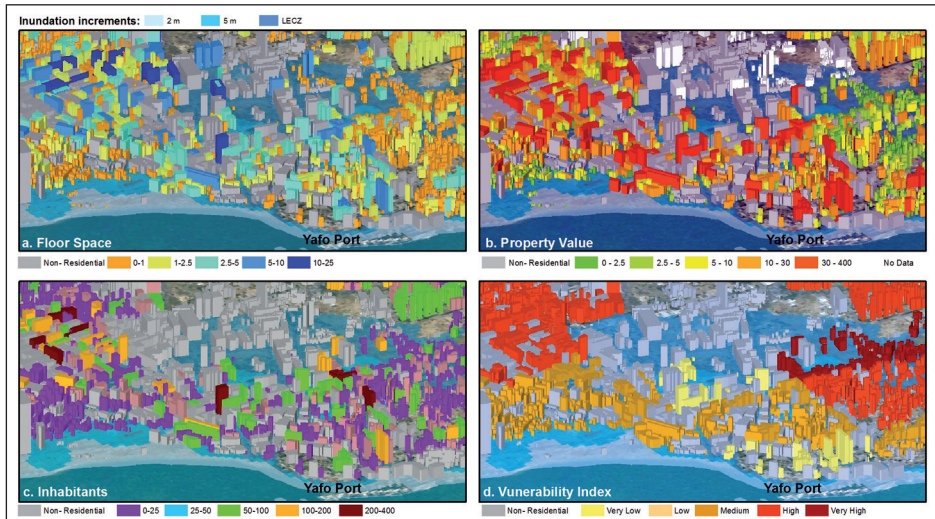 Inundation increments: 2 m 5 m LECZ
a. Floor Space
Yafo Port
b. Property Value
Yafo Port
Non- Residential 0-1 1-2.5 2.5-5 5-10 10-25
Non- Residential 0 - 2.5 2.5 - 5 5 - 10 10 - 30 30 - 400 No Data
c. Inhabitants
Yafo Port
d. Vunerability Index
Yafo Port
Non- Residential 0-25 25-50 50-100 100-200 200-400
Non- Residential Very Low Low Medium High Very High